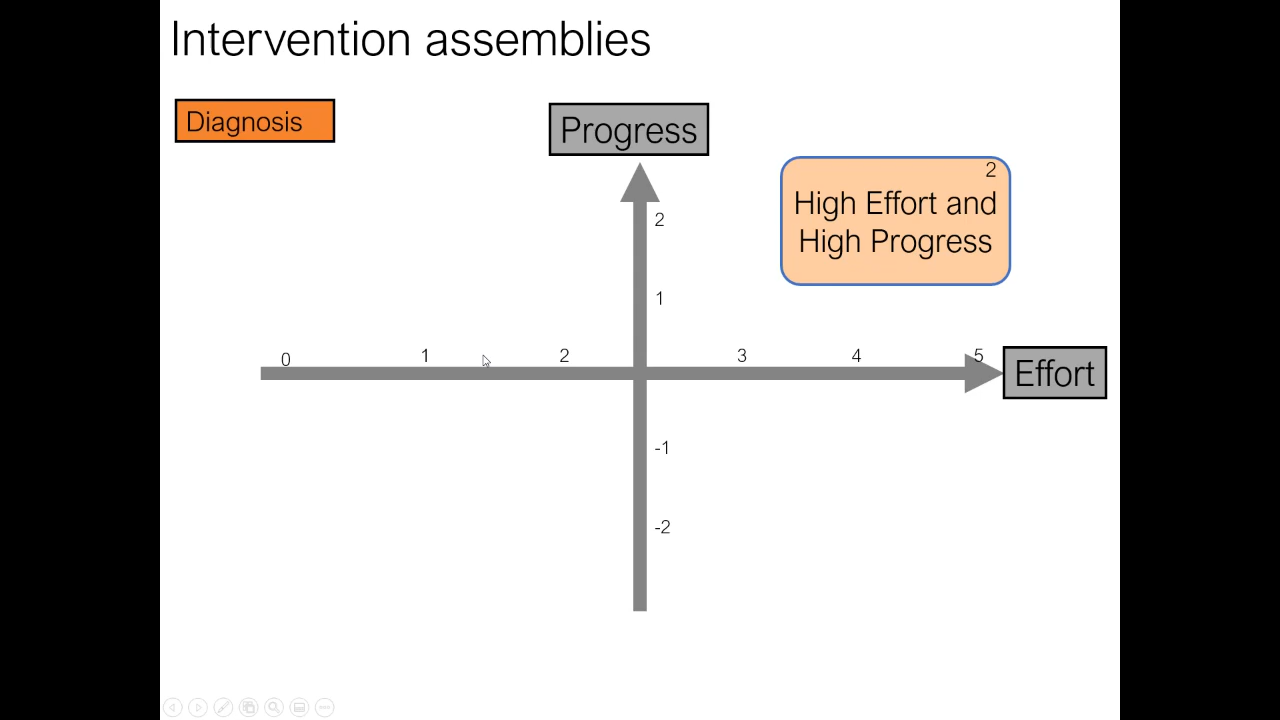 Intervention assemblies
Diagnosis
Progress
2
High Effort and
High Progress
2
1
0
1
2
3
4
5
Effort
-1
-2